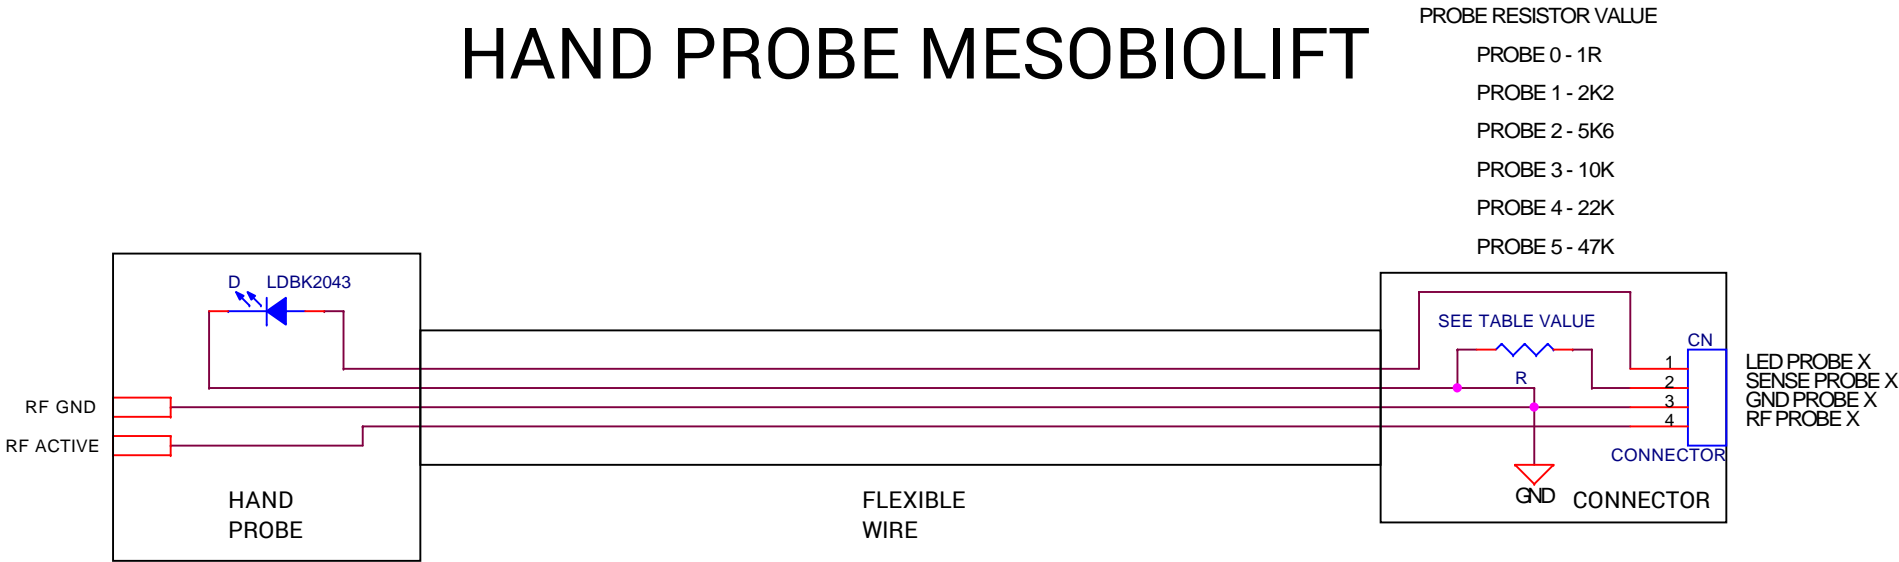 HAND PROBE MESOBIOLIFT
PROBE RESISTOR VALUE
PROBE 0 - 1R
PROBE 1 - 2K2
PROBE 2 - 5K6
PROBE 3 - 10K
PROBE 4 - 22K
PROBE 5 - 47K
D LDBK2043
SEE TABLE VALUE
R
CN
1 LED PROBE X
2 SENSE PROBE X
3 GND PROBE X
4 RF PROBE X
CONNECTOR
RF GND
RF ACTIVE
GND
CONNECTOR
HAND
PROBE
FLEXIBLE
WIRE